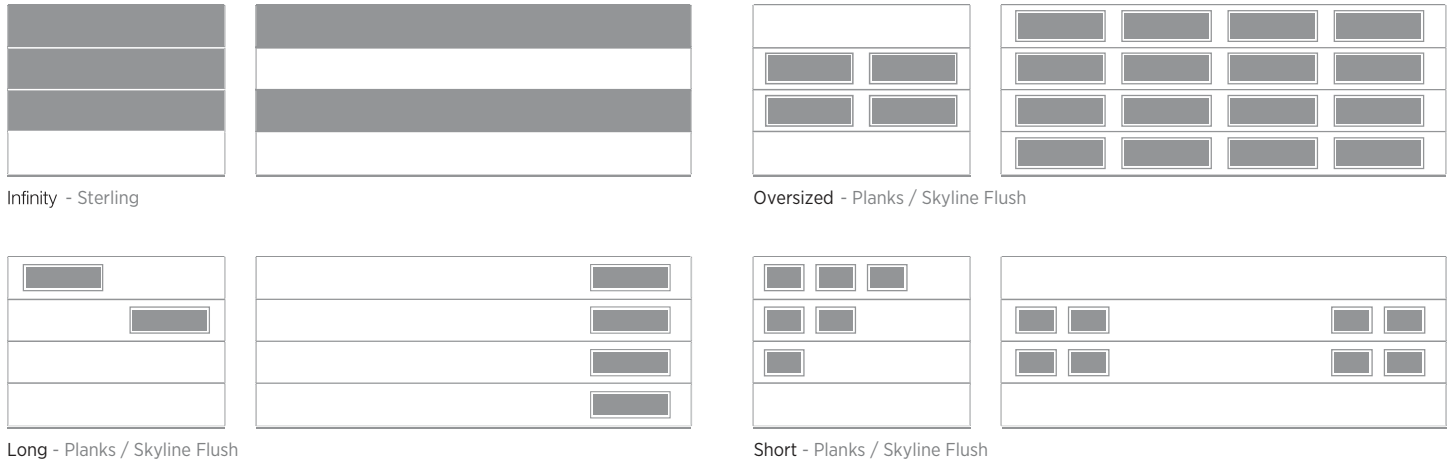 Infinity - Sterling
Oversized - Planks / Skyline Flush
Long - Planks / Skyline Flush
Short - Planks / Skyline Flush